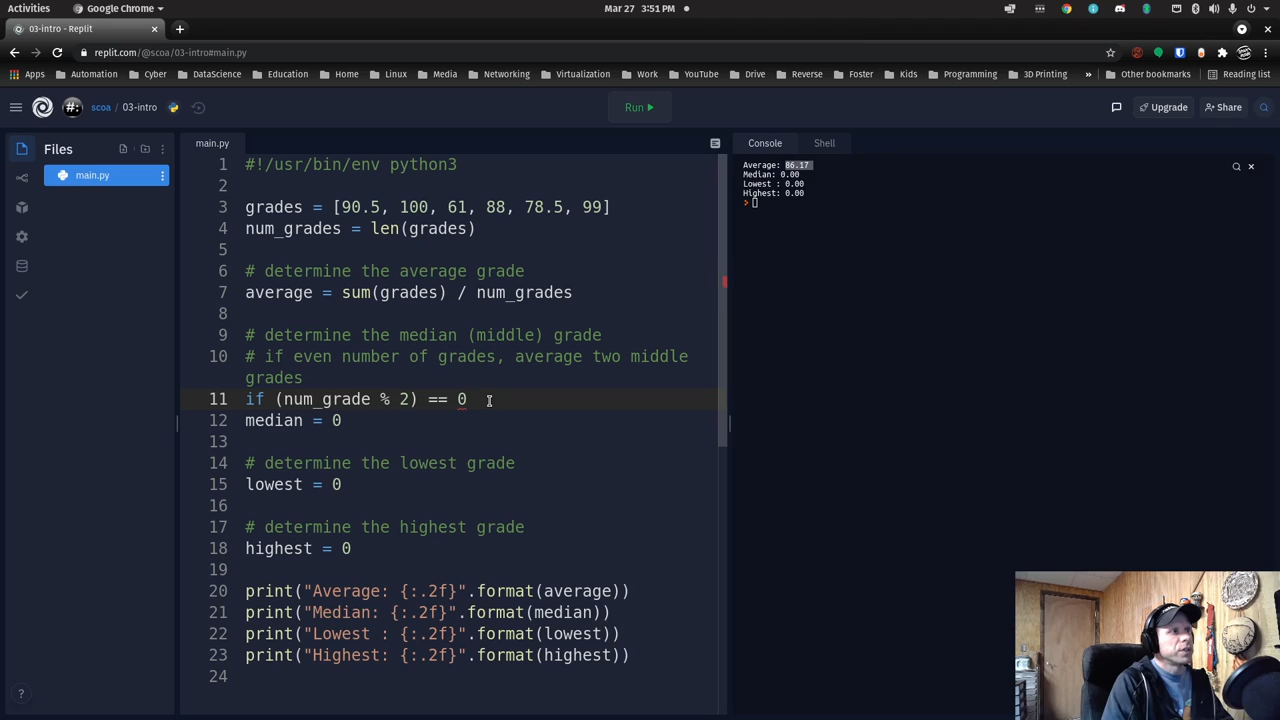 Activities
Google Chrome
Mar 27 3:51 PM
03-intro - Replit
replit.com/@scoa/03-intro#main.py
Apps
Automation
Cyber
DataScience
Education
Home
Linux
Media
Networking
Virtualization
Work
YouTube
Drive
Reverse
Foster
Kids
Programming
3D Printing
»
Other bookmarks
Reading list
#:
scoa / 03-intro
Run
Upgrade
Share
Files
main.py
main.py
1 #!/usr/bin/env python3
2
3 grades = [90.5, 100, 61, 88, 78.5, 99]
4 num_grades = len(grades)
5
6 # determine the average grade
7 average = sum(grades) / num_grades
8
9 # determine the median (middle) grade
10 # if even number of grades, average two middle
grades
11 if (num_grade % 2) == 0
12 median = 0
13
14 # determine the lowest grade
15 lowest = 0
16
17 # determine the highest grade
18 highest = 0
19
20 print("Average: {:.2f}".format(average))
21 print("Median: {:.2f}".format(median))
22 print("Lowest : {:.2f}".format(lowest))
23 print("Highest: {:.2f}".format(highest))
24
Console
Shell
Average: 86.17
Median: 0.00
Lowest : 0.00
Highest: 0.00
>
?